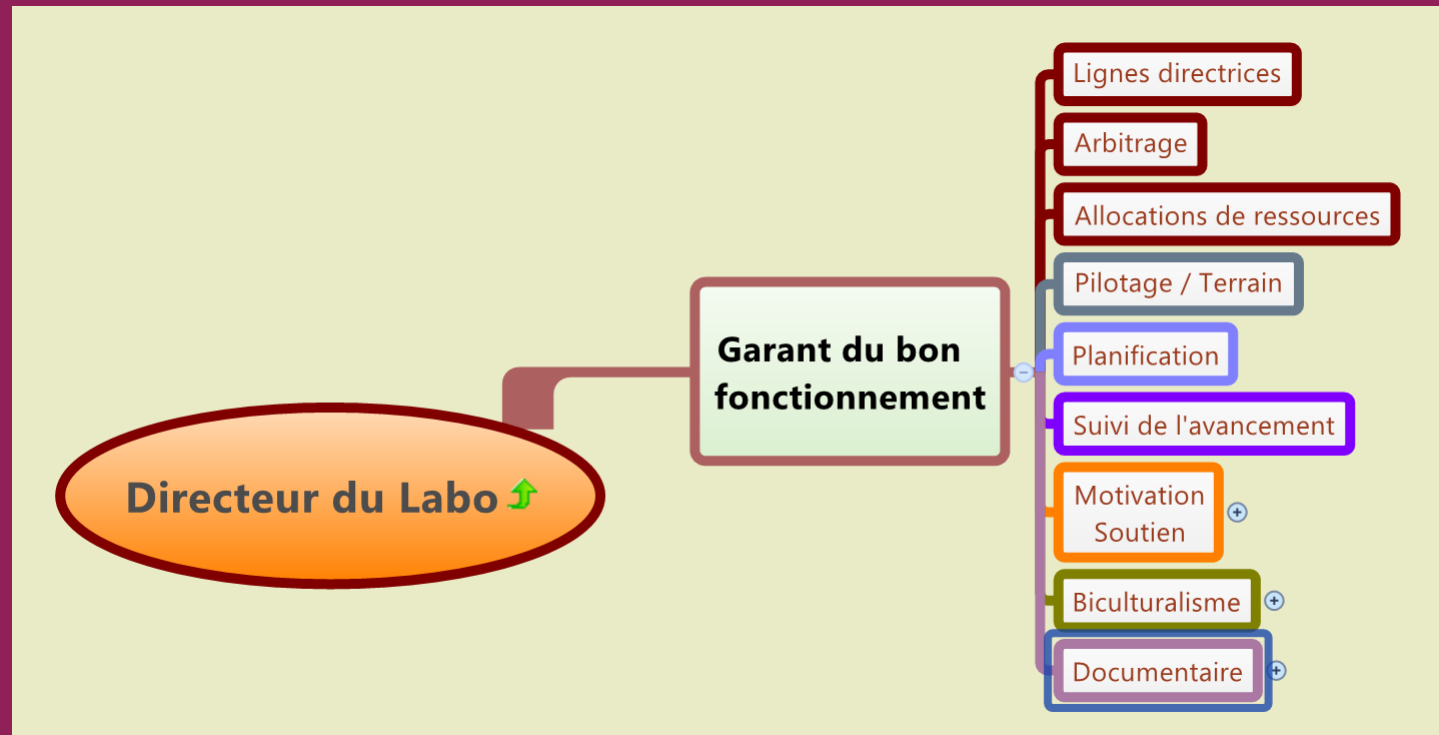 Directeur du Labo
Garant du bon
fonctionnement
Lignes directrices
Arbitrage
Allocations de ressources
Pilotage / Terrain
Planification
Suivi de l'avancement
Motivation
Soutien
Biculturalisme
Documentaire